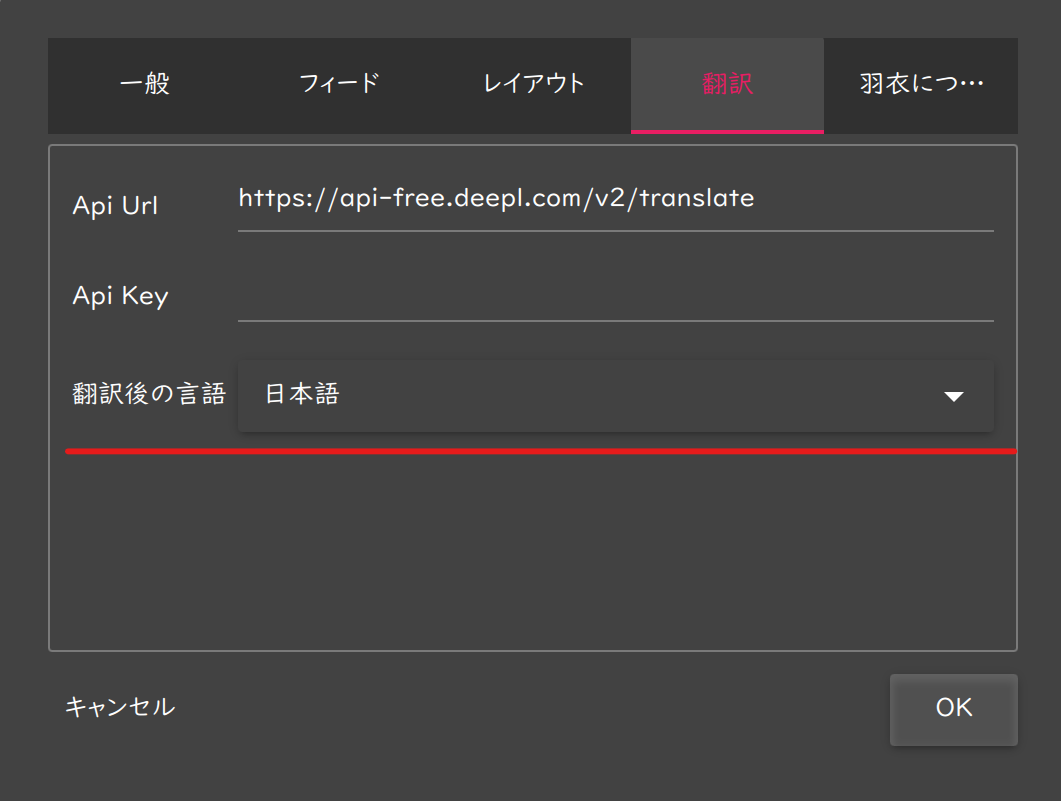 一般 フィード レイアウト 翻訳 羽衣につ…
Api Url https://api-free.deepl.com/v2/translate
Api Key
翻訳後の言語 日本語
キャンセル OK